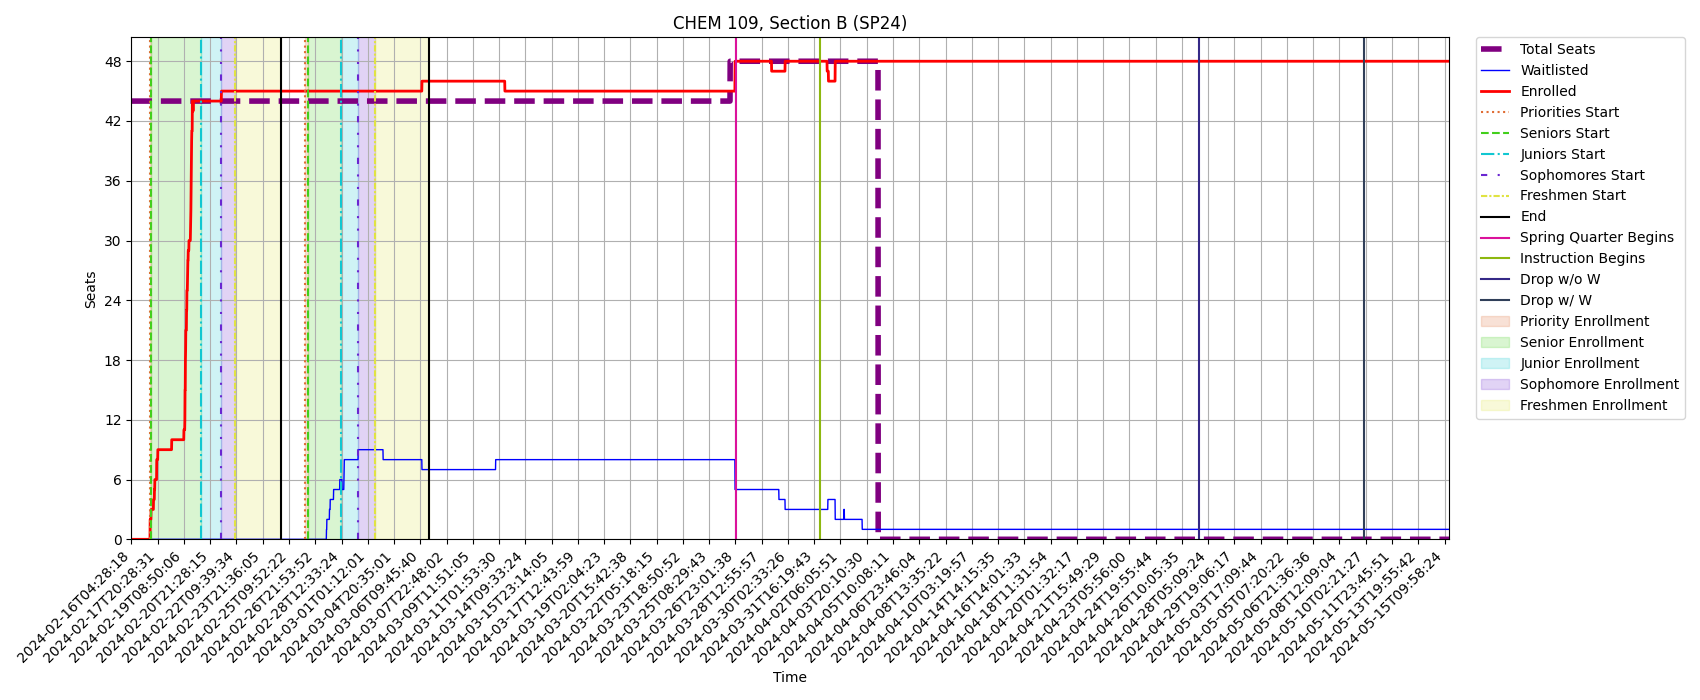 CHEM 109, Section B (SP24)
Seats
48
42
36
30
24
18
12
6
0
2024-02-16T04:28:18
2024-02-17T20:28:31
2024-02-19T08:50:06
2024-02-20T21:28:15
2024-02-22T09:39:34
2024-02-23T21:36:05
2024-02-25T09:52:22
2024-02-26T21:53:52
2024-02-28T12:33:24
2024-03-01T01:12:01
2024-03-04T20:35:01
2024-03-06T09:45:40
2024-03-07T22:48:02
2024-03-09T11:51:05
2024-03-11T01:53:30
2024-03-14T09:33:24
2024-03-15T23:14:05
2024-03-17T12:43:59
2024-03-19T02:04:23
2024-03-20T15:42:38
2024-03-22T05:18:15
2024-03-23T18:50:52
2024-03-25T08:29:43
2024-03-26T23:01:38
2024-03-28T12:55:57
2024-03-30T02:33:26
2024-03-31T16:19:43
2024-04-02T06:05:51
2024-04-03T20:10:30
2024-04-05T10:08:11
2024-04-06T23:46:04
2024-04-08T13:35:22
2024-04-10T03:19:57
2024-04-14T14:15:35
2024-04-16T14:01:33
2024-04-18T11:31:54
2024-04-20T01:32:17
2024-04-21T15:49:29
2024-04-23T05:56:00
2024-04-24T19:55:44
2024-04-26T10:05:35
2024-04-28T05:09:24
2024-04-29T19:06:17
2024-05-03T17:09:44
2024-05-05T07:20:22
2024-05-06T21:36:36
2024-05-08T12:09:04
2024-05-10T02:21:27
2024-05-11T23:45:51
2024-05-13T19:55:42
2024-05-15T09:58:24
Time
Total Seats
Waitlisted
Enrolled
Priorities Start
Seniors Start
Juniors Start
Sophomores Start
Freshmen Start
End
Spring Quarter Begins
Instruction Begins
Drop w/o W
Drop w/ W
Priority Enrollment
Senior Enrollment
Junior Enrollment
Sophomore Enrollment
Freshmen Enrollment